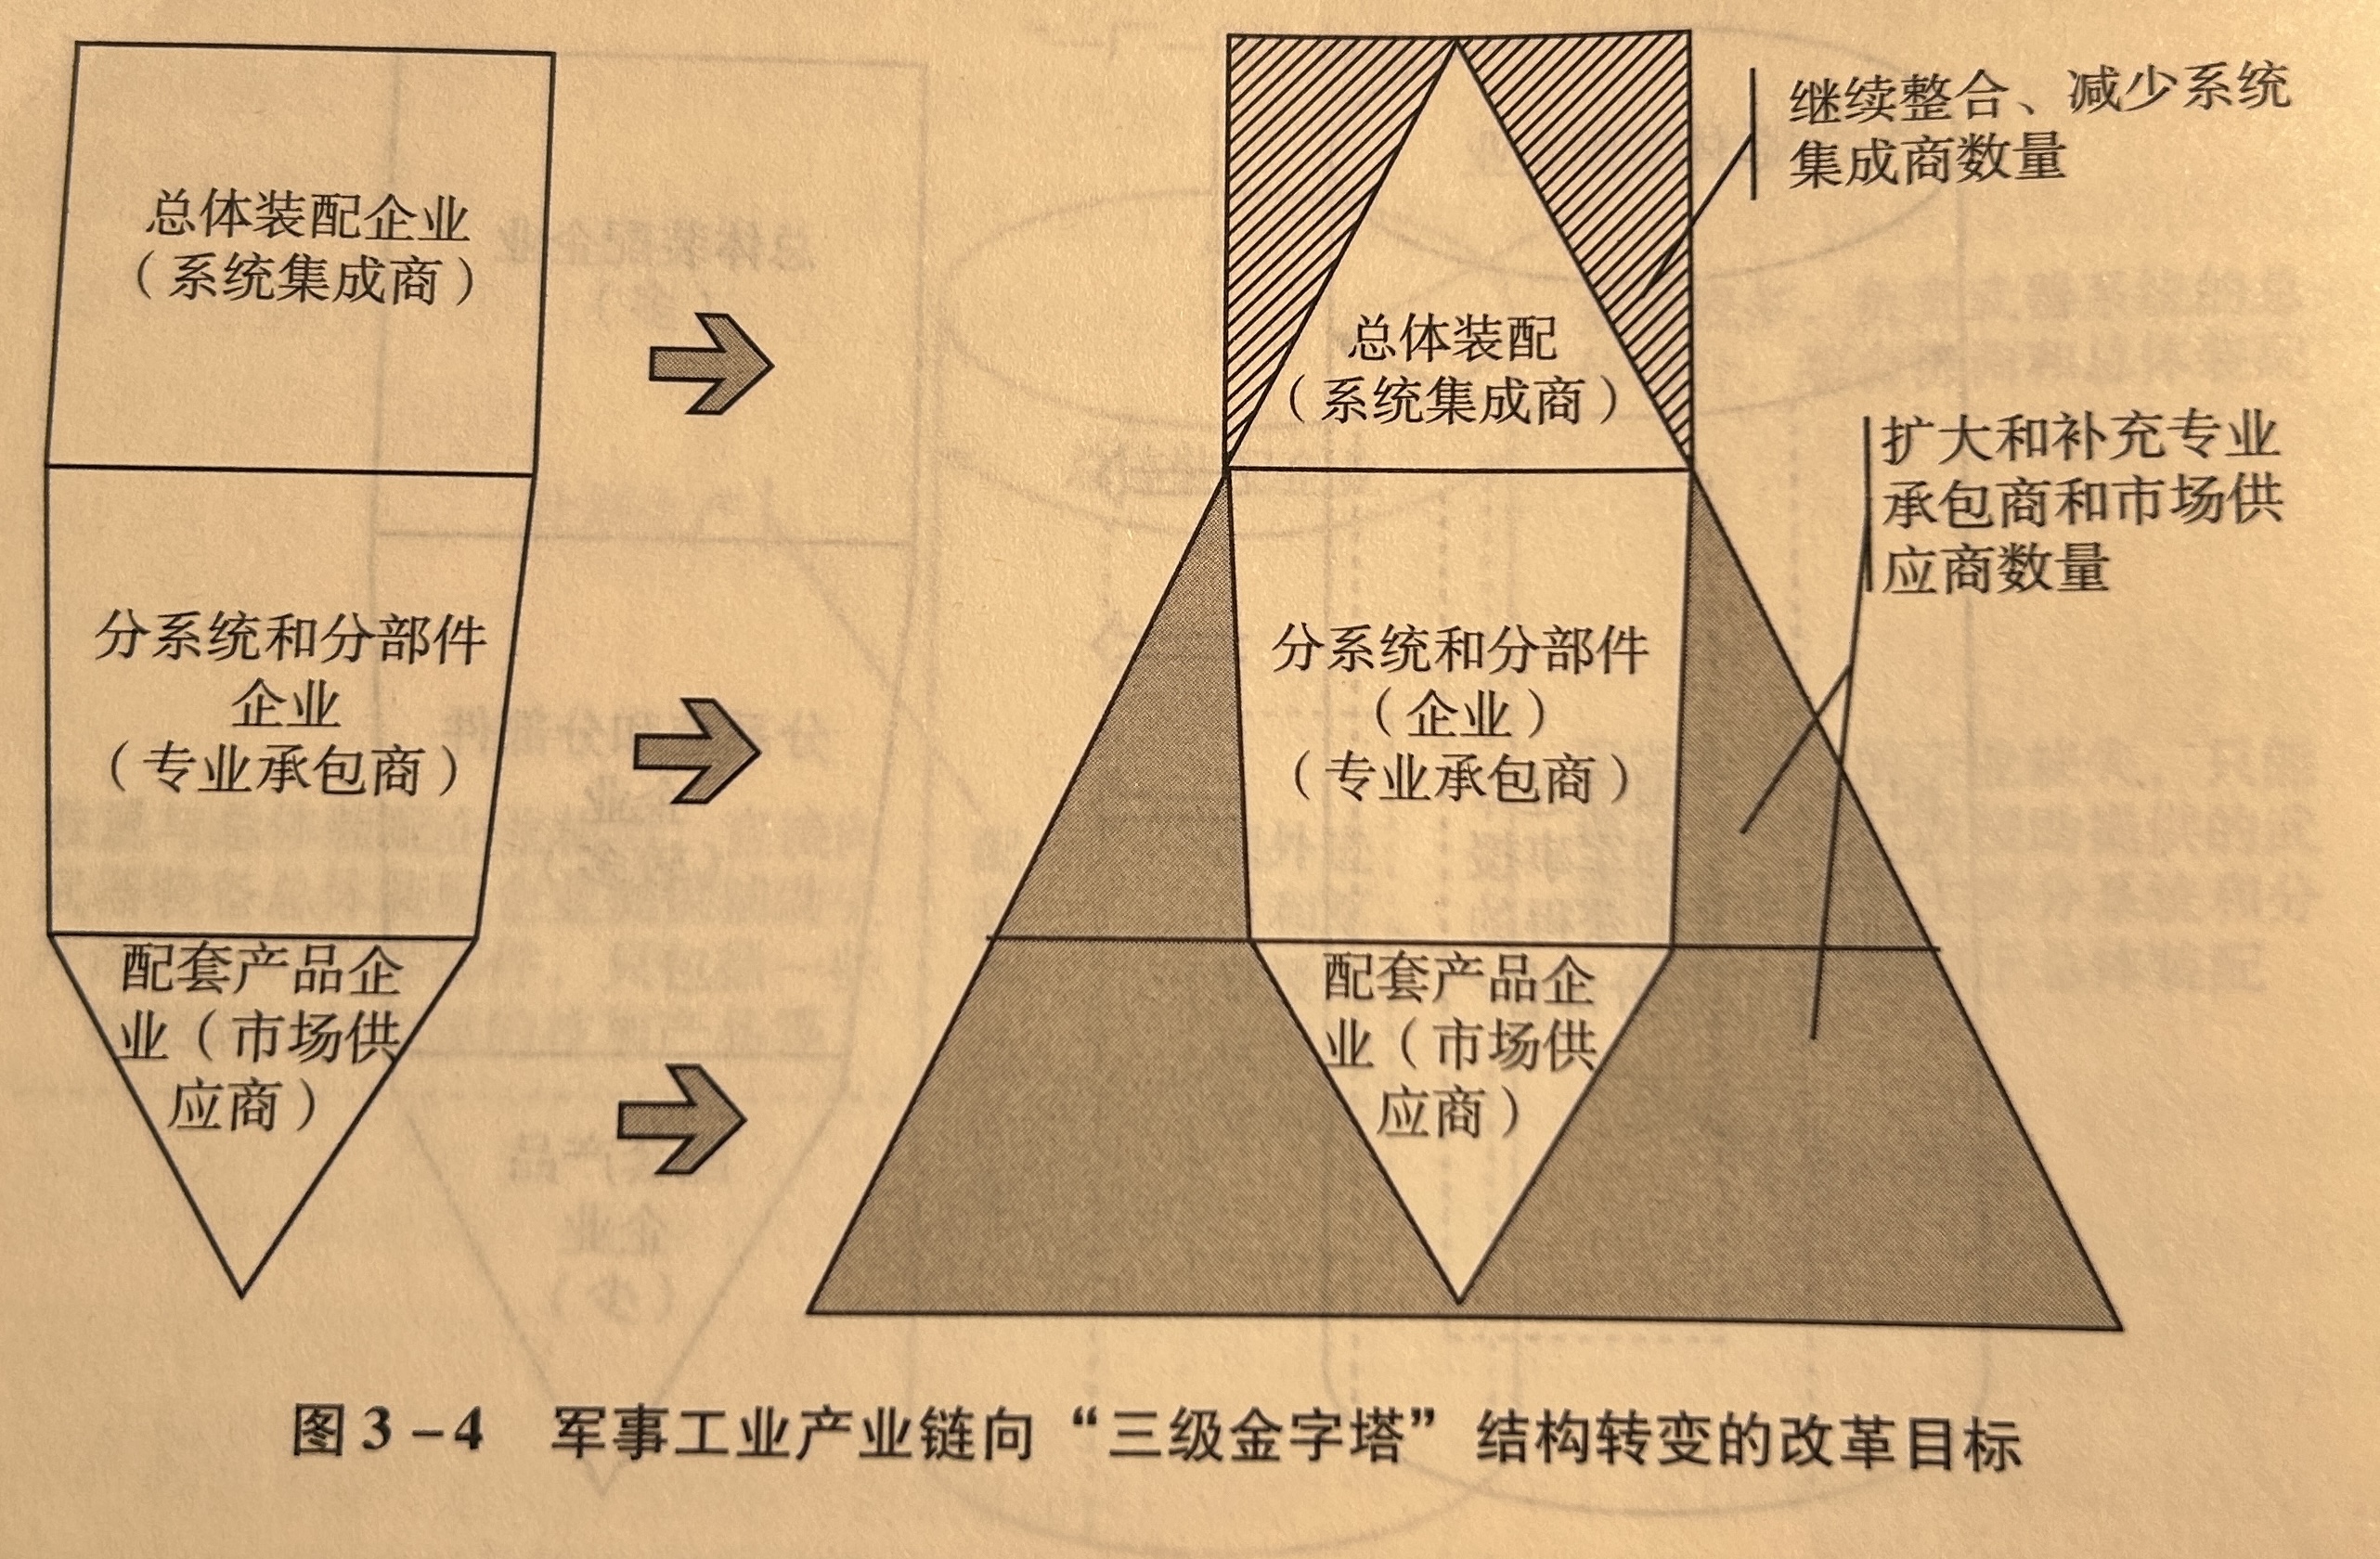 总体装配企业
（系统集成商）
分系统和分部件
企业
（专业承包商）
配套产品企
业（市场供
应商）
总体装配
（系统集成商）
分系统和分部件
（企业）
（专业承包商）
配套产品企
业（市场供
应商）
继续整合、减少系统
集成商数量
扩大和补充专业
承包商和市场供
应商数量
图3-4 军事工业产业链向“三级金字塔”结构转变的改革目标